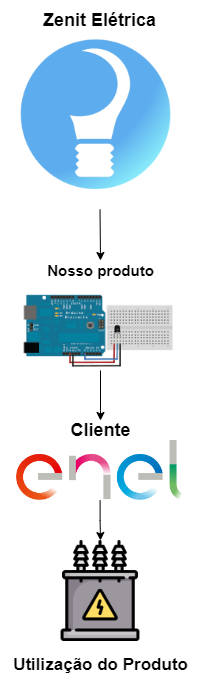 Zenit Elétrica
Nosso produto
Cliente
enel
Utilização do Produto